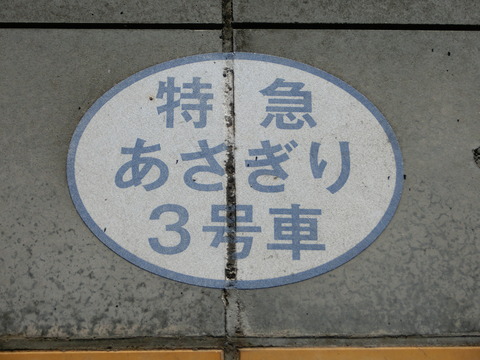 特 急
あさぎり
3号車